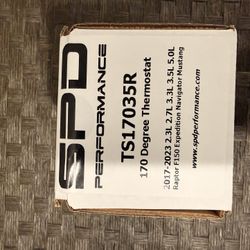 SPD
PERFORMANCE
TS17035R
170 Degree Thermostat
2017-2023 2.3L 2.7L 3.3L 3.5L 5.0L
Raptor F150 Expedition Navigator Mustang
www.spdperformance.com